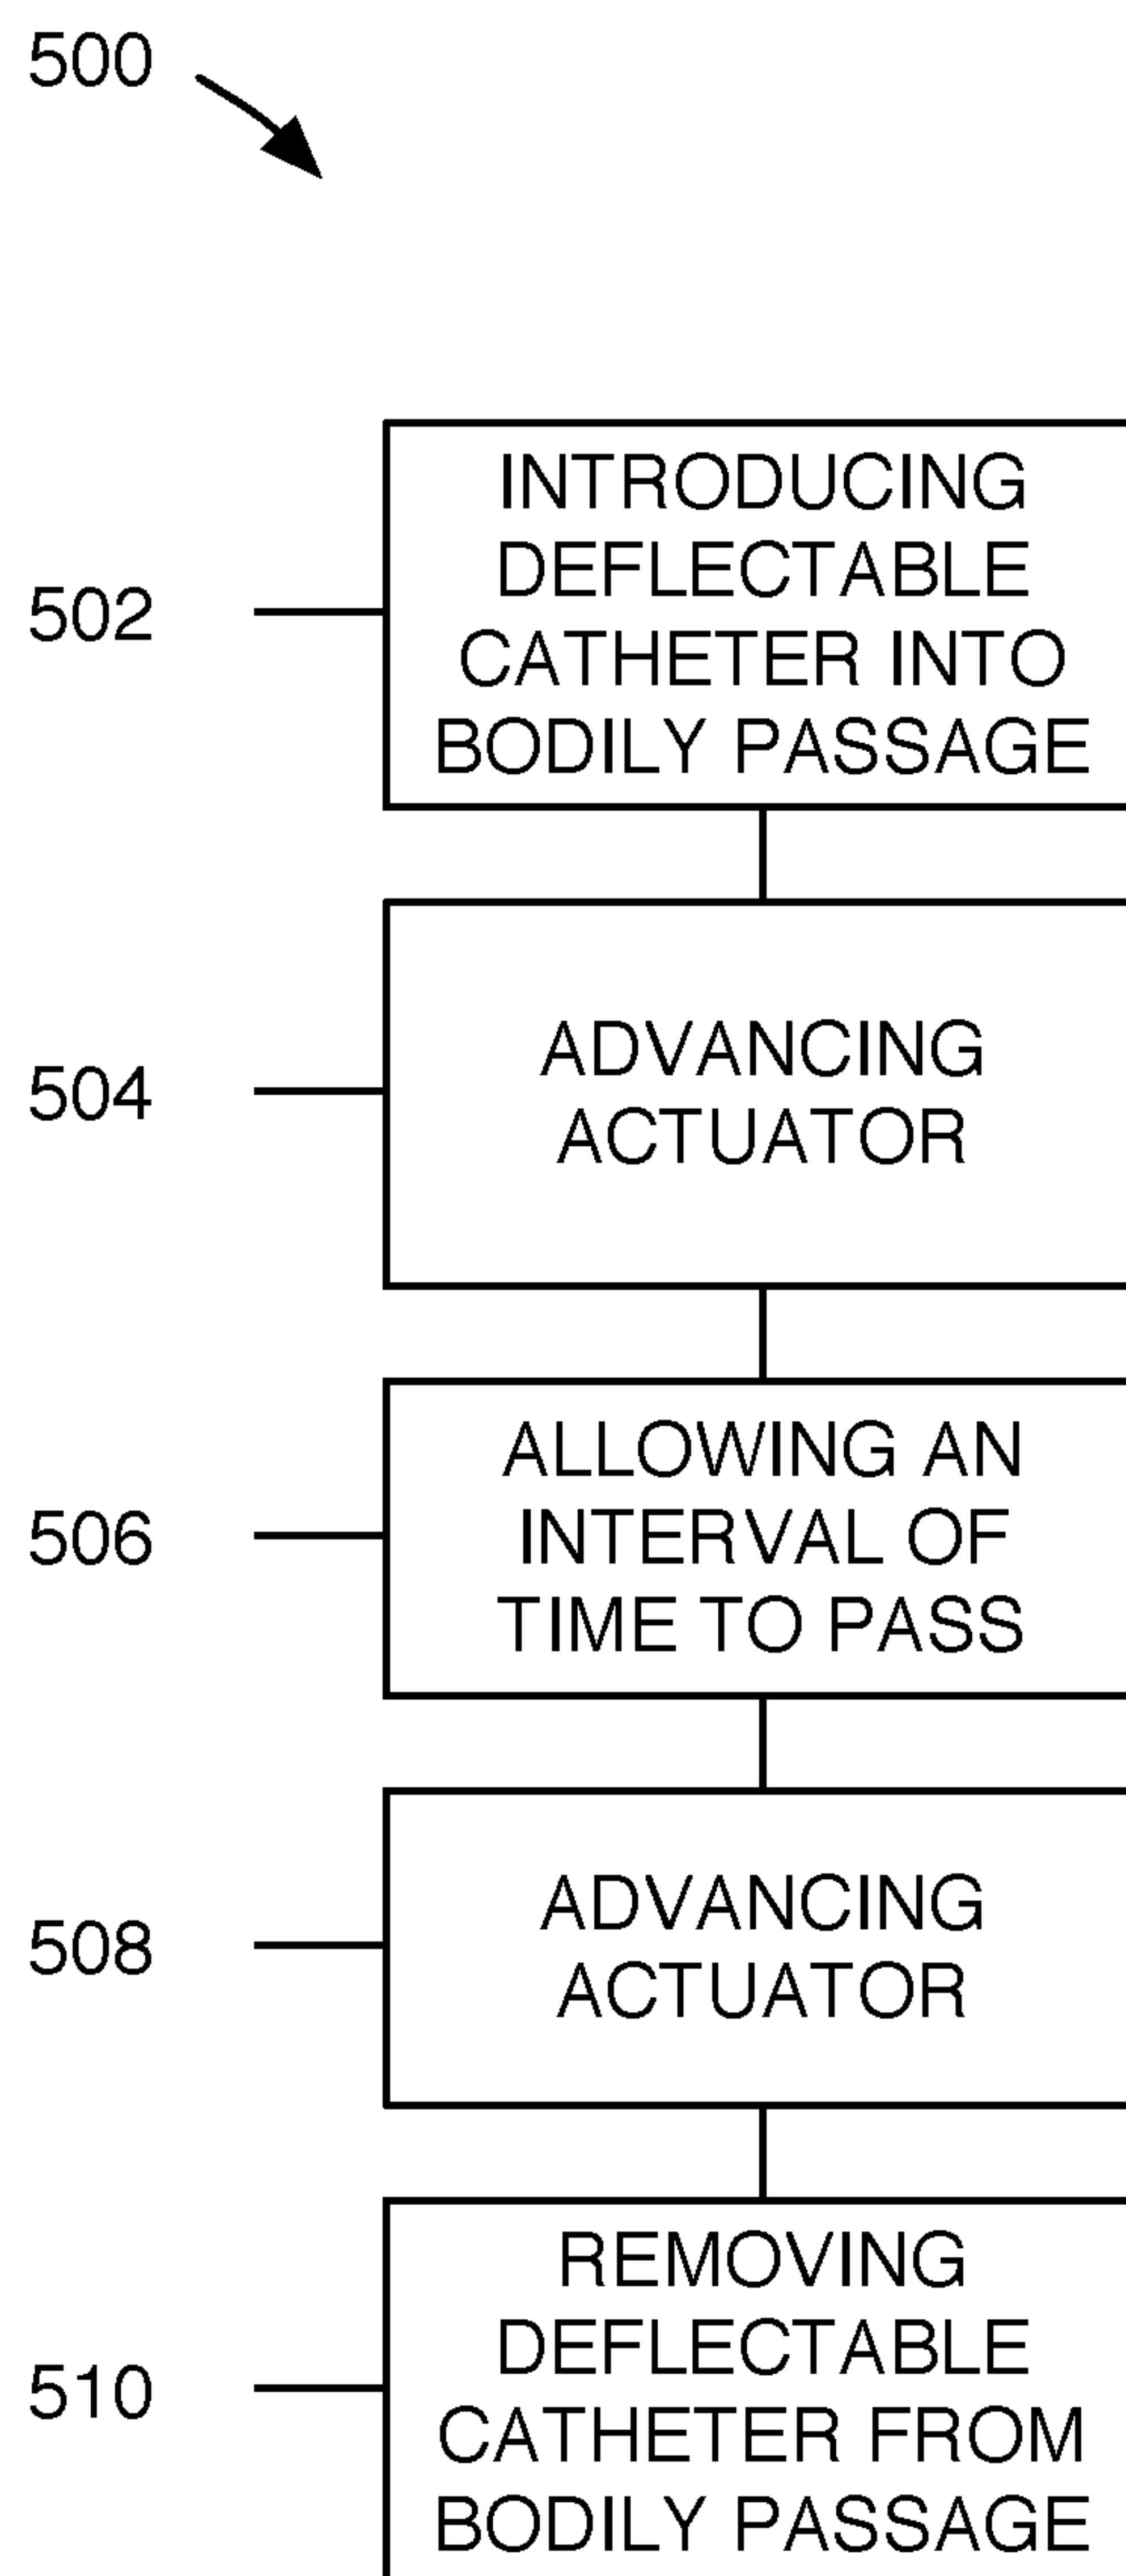 500
INTRODUCING
DEFLECTABLE
CATHETER INTO
BODILY PASSAGE
502
ADVANCING
ACTUATOR
504
ALLOWING AN
INTERVAL OF
TIME TO PASS
506
ADVANCING
ACTUATOR
508
REMOVING
DEFLECTABLE
CATHETER FROM
BODILY PASSAGE
510